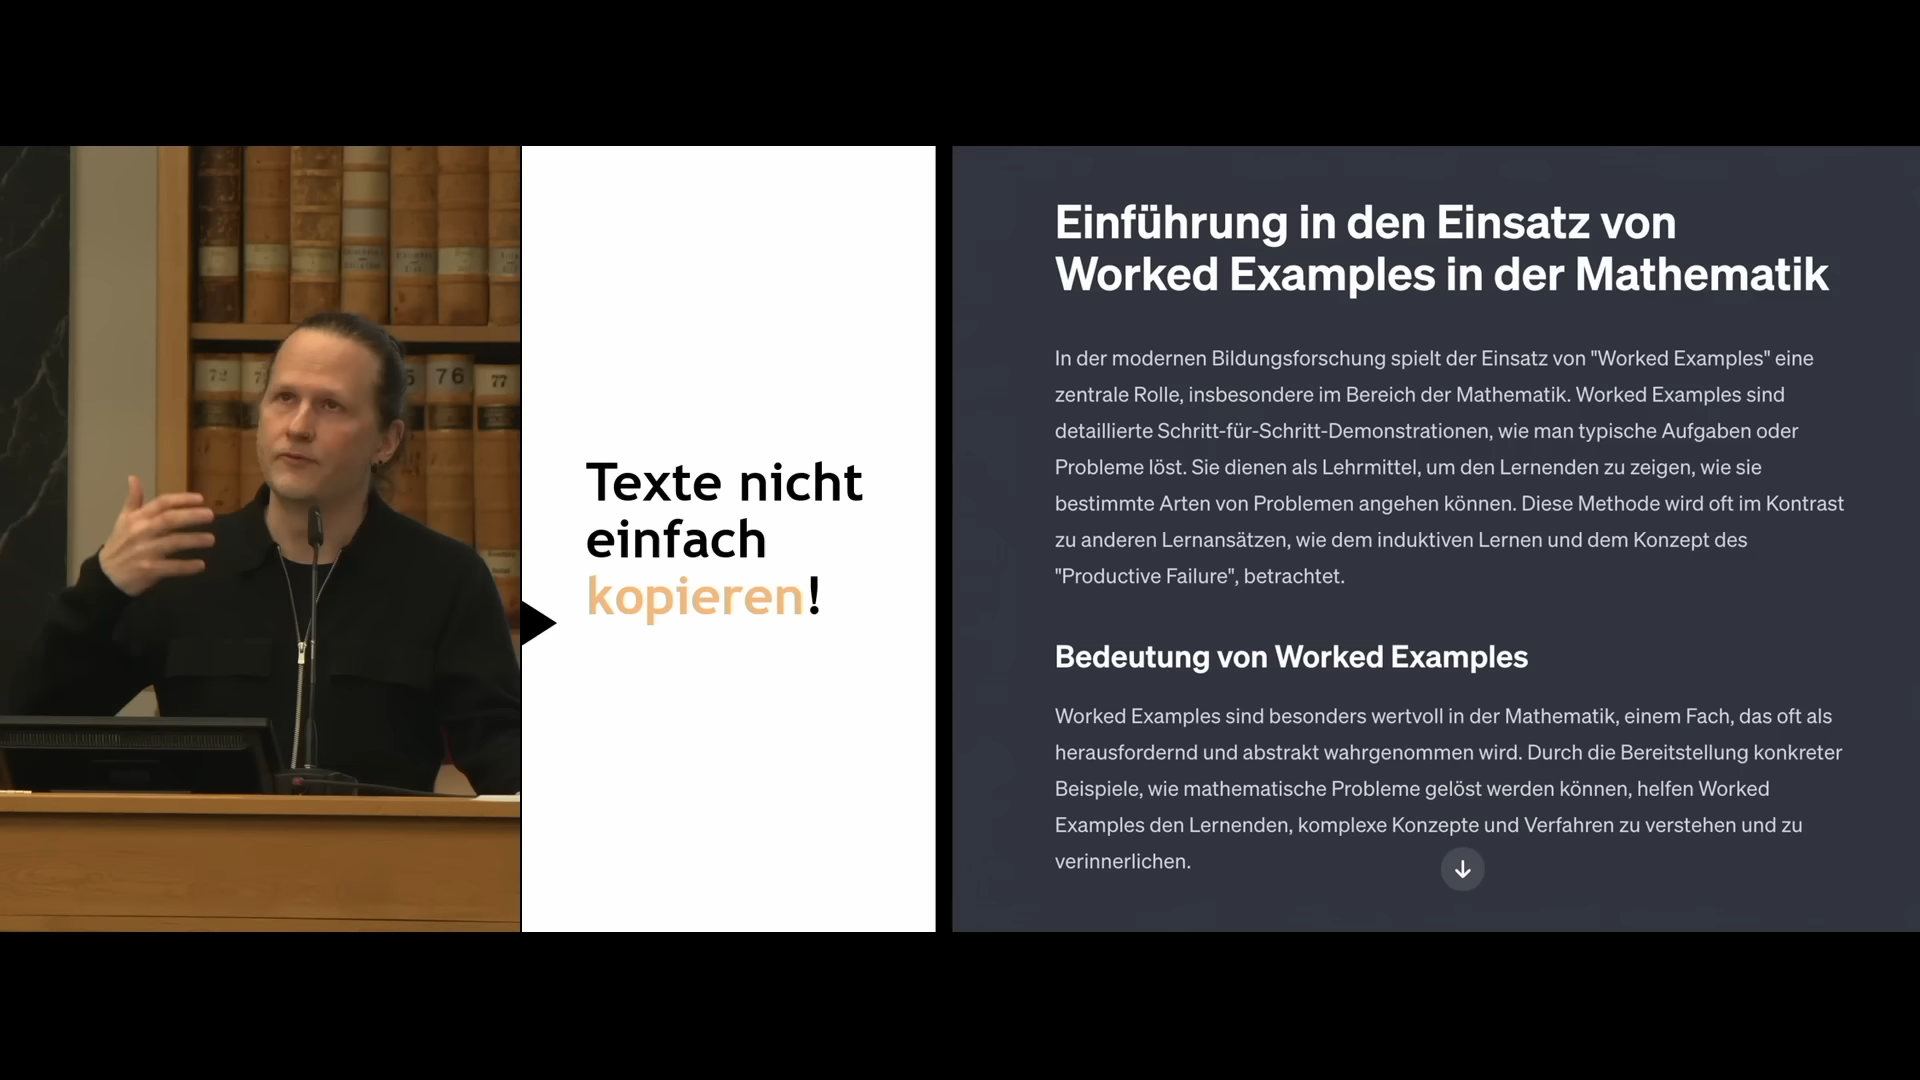 72
76
77
Texte nicht
einfach
kopieren!
Einführung in den Einsatz von
Worked Examples in der Mathematik
In der modernen Bildungsforschung spielt der Einsatz von "Worked Examples" eine
zentrale Rolle, insbesondere im Bereich der Mathematik. Worked Examples sind
detaillierte Schritt-für-Schritt-Demonstrationen, wie man typische Aufgaben oder
Probleme löst. Sie dienen als Lehrmittel, um den Lernenden zu zeigen, wie sie
bestimmte Arten von Problemen angehen können. Diese Methode wird oft im Kontrast
zu anderen Lernansätzen, wie dem induktiven Lernen und dem Konzept des
"Productive Failure", betrachtet.
Bedeutung von Worked Examples
Worked Examples sind besonders wertvoll in der Mathematik, einem Fach, das oft als
herausfordernd und abstrakt wahrgenommen wird. Durch die Bereitstellung konkreter
Beispiele, wie mathematische Probleme gelöst werden können, helfen Worked
Examples den Lernenden, komplexe Konzepte und Verfahren zu verstehen und zu
verinnerlichen.